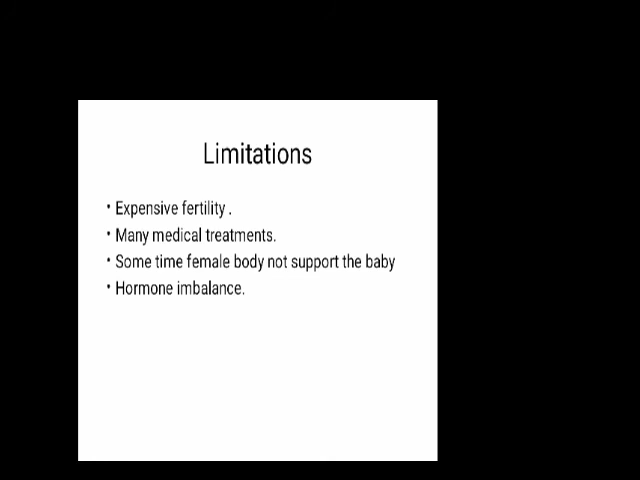 Limitations
• Expensive fertility .
• Many medical treatments.
• Some time female body not support the baby
• Hormone imbalance.